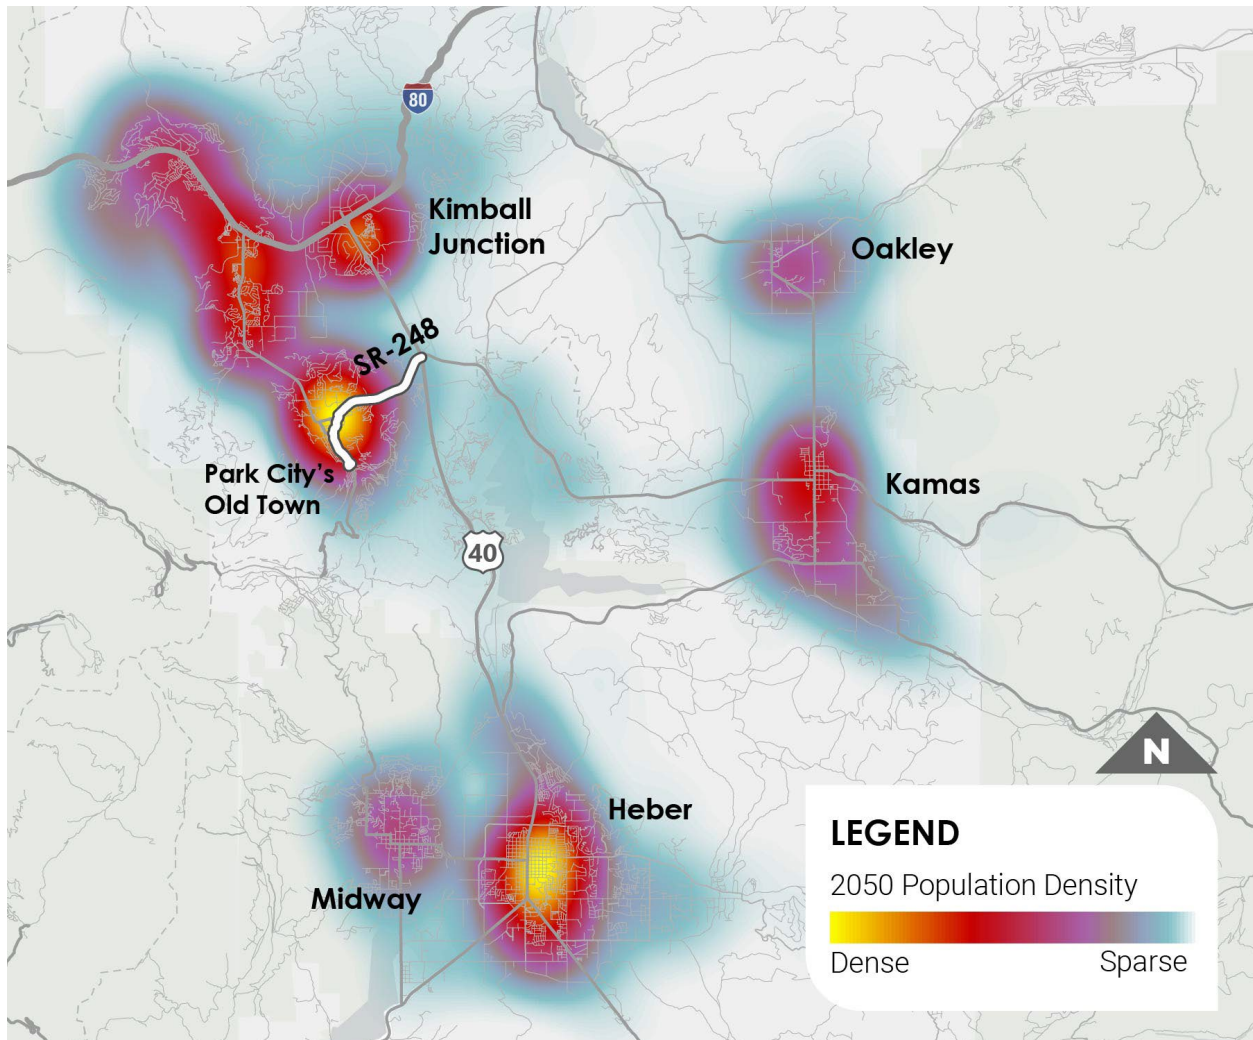 80
Kimball
Junction
Oakley
SR-248
Park City's
Old Town
Kamas
40
N
Heber
Midway
LEGEND
2050 Population Density
Dense
Sparse